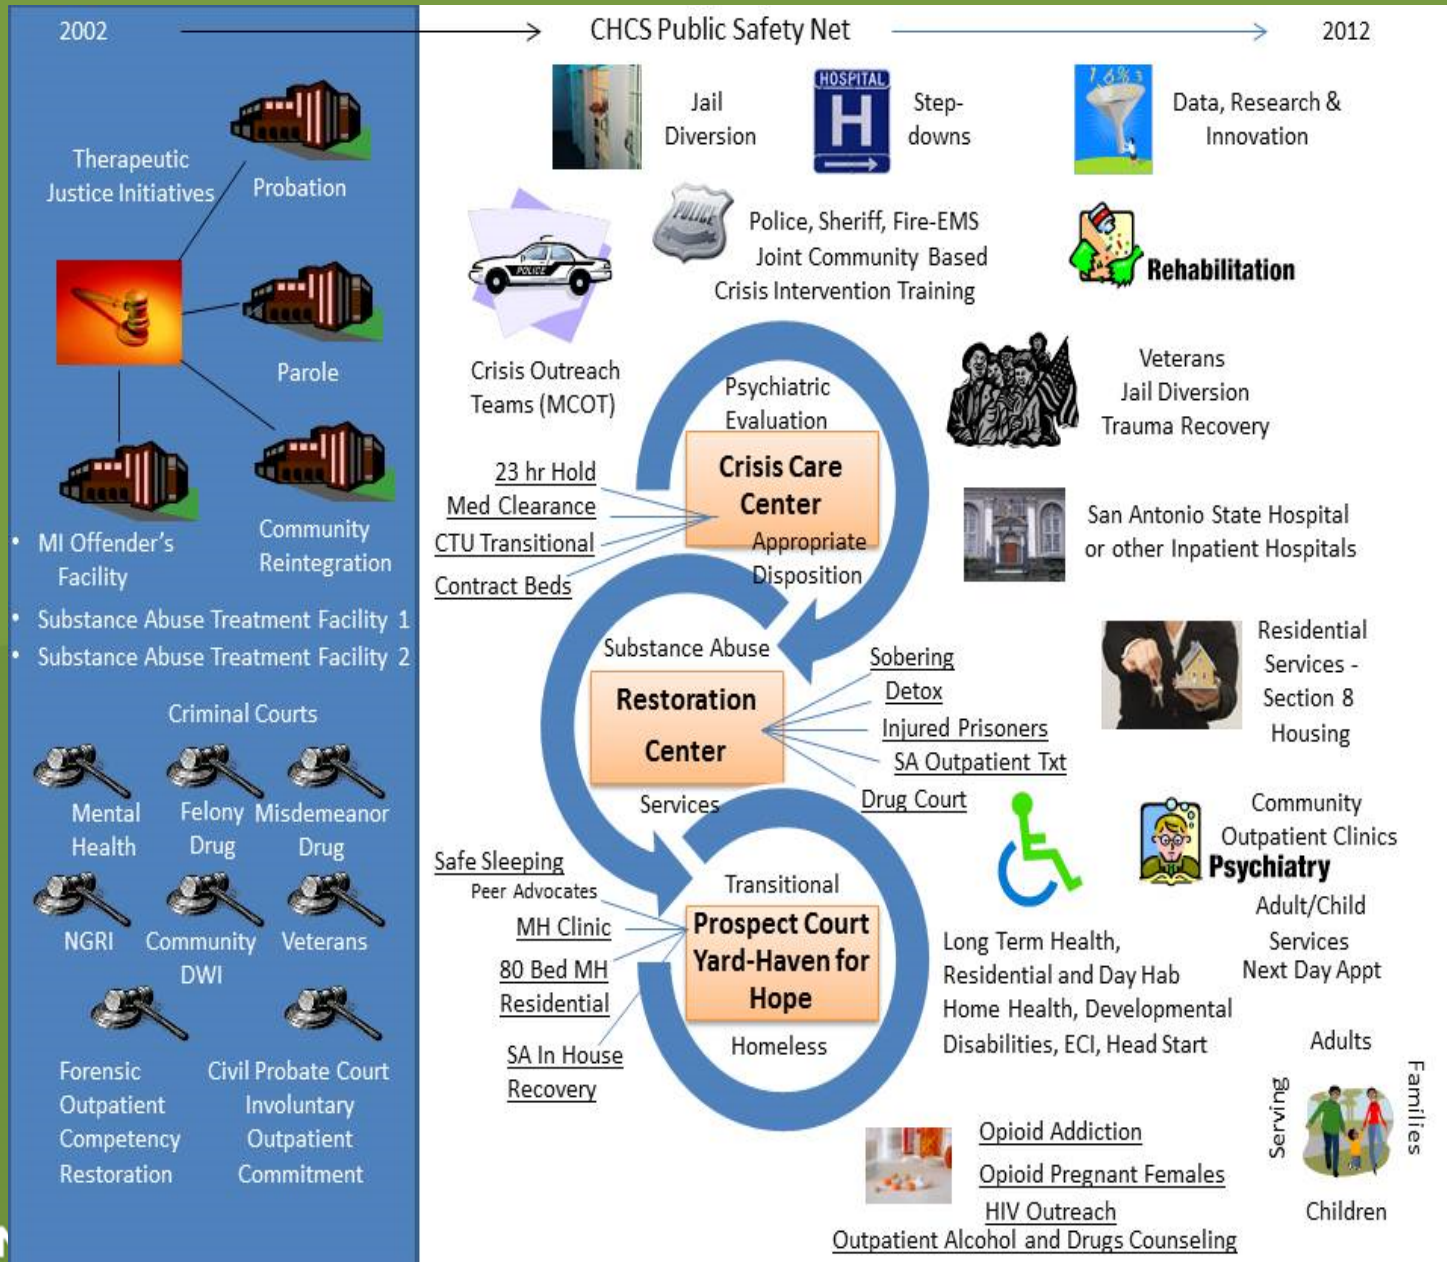 2002
CHCS Public Safety Net
2012
Therapeutic
Justice Initiatives
Probation
Parole
Community
Reintegration
• MI Offender's
Facility
• Substance Abuse Treatment Facility 1
• Substance Abuse Treatment Facility 2
Criminal Courts
Mental
Health
Felony
Drug
Misdemeanor
Drug
NGRI
Community
DWI
Veterans
Forensic
Outpatient
Competency
Restoration
Civil Probate Court
Involuntary
Outpatient
Commitment
Jail
Diversion
HOSPITAL
H
Step-
downs
Data, Research &
Innovation
POLICE
POLICE
Police, Sheriff, Fire-EMS
Joint Community Based
Crisis Intervention Training
Rehabilitation
Crisis Outreach
Teams (MCOT)
Psychiatric
Evaluation
Crisis Care
Center
Appropriate
Disposition
23 hr Hold
Med Clearance
CTU Transitional
Contract Beds
Veterans
Jail Diversion
Trauma Recovery
San Antonio State Hospital
or other Inpatient Hospitals
Substance Abuse
Restoration
Center
Services
Sobering
Detox
Injured Prisoners
SA Outpatient Txt
Drug Court
Residential
Services -
Section 8
Housing
Safe Sleeping
Peer Advocates
MH Clinic
80 Bed MH
Residential
SA In House
Recovery
Transitional
Prospect Court
Yard-Haven for
Hope
Homeless
Community
Outpatient Clinics
Psychiatry
Adult/Child
Services
Next Day Appt
Long Term Health,
Residential and Day Hab
Home Health, Developmental
Disabilities, ECI, Head Start
Adults
Serving
Families
Children
Opioid Addiction
Opioid Pregnant Females
HIV Outreach
Outpatient Alcohol and Drugs Counseling